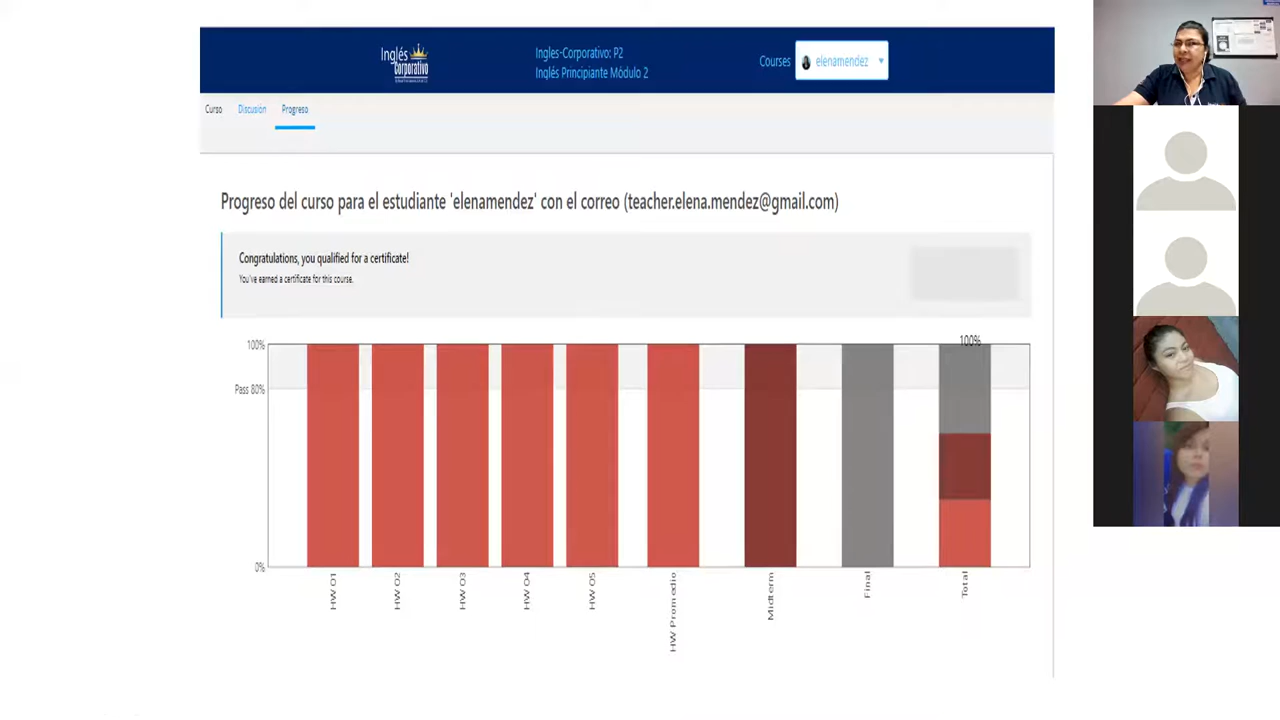 Inglés
Corporativo
Ingles-Corporativo: P2
Inglés Principiante Módulo 2
Courses
elenamendez
Curso
Discusión
Progreso
Progreso del curso para el estudiante 'elenamendez' con el correo (teacher.elena.mendez@gmail.com)
Congratulations, you qualified for a certificate!
You've earned a certificate for this course.
100%
100%
Pass 80%
0%
HW 01
HW 02
HW 03
HW 04
HW 05
HW Promedio
Midterm
Final
Total